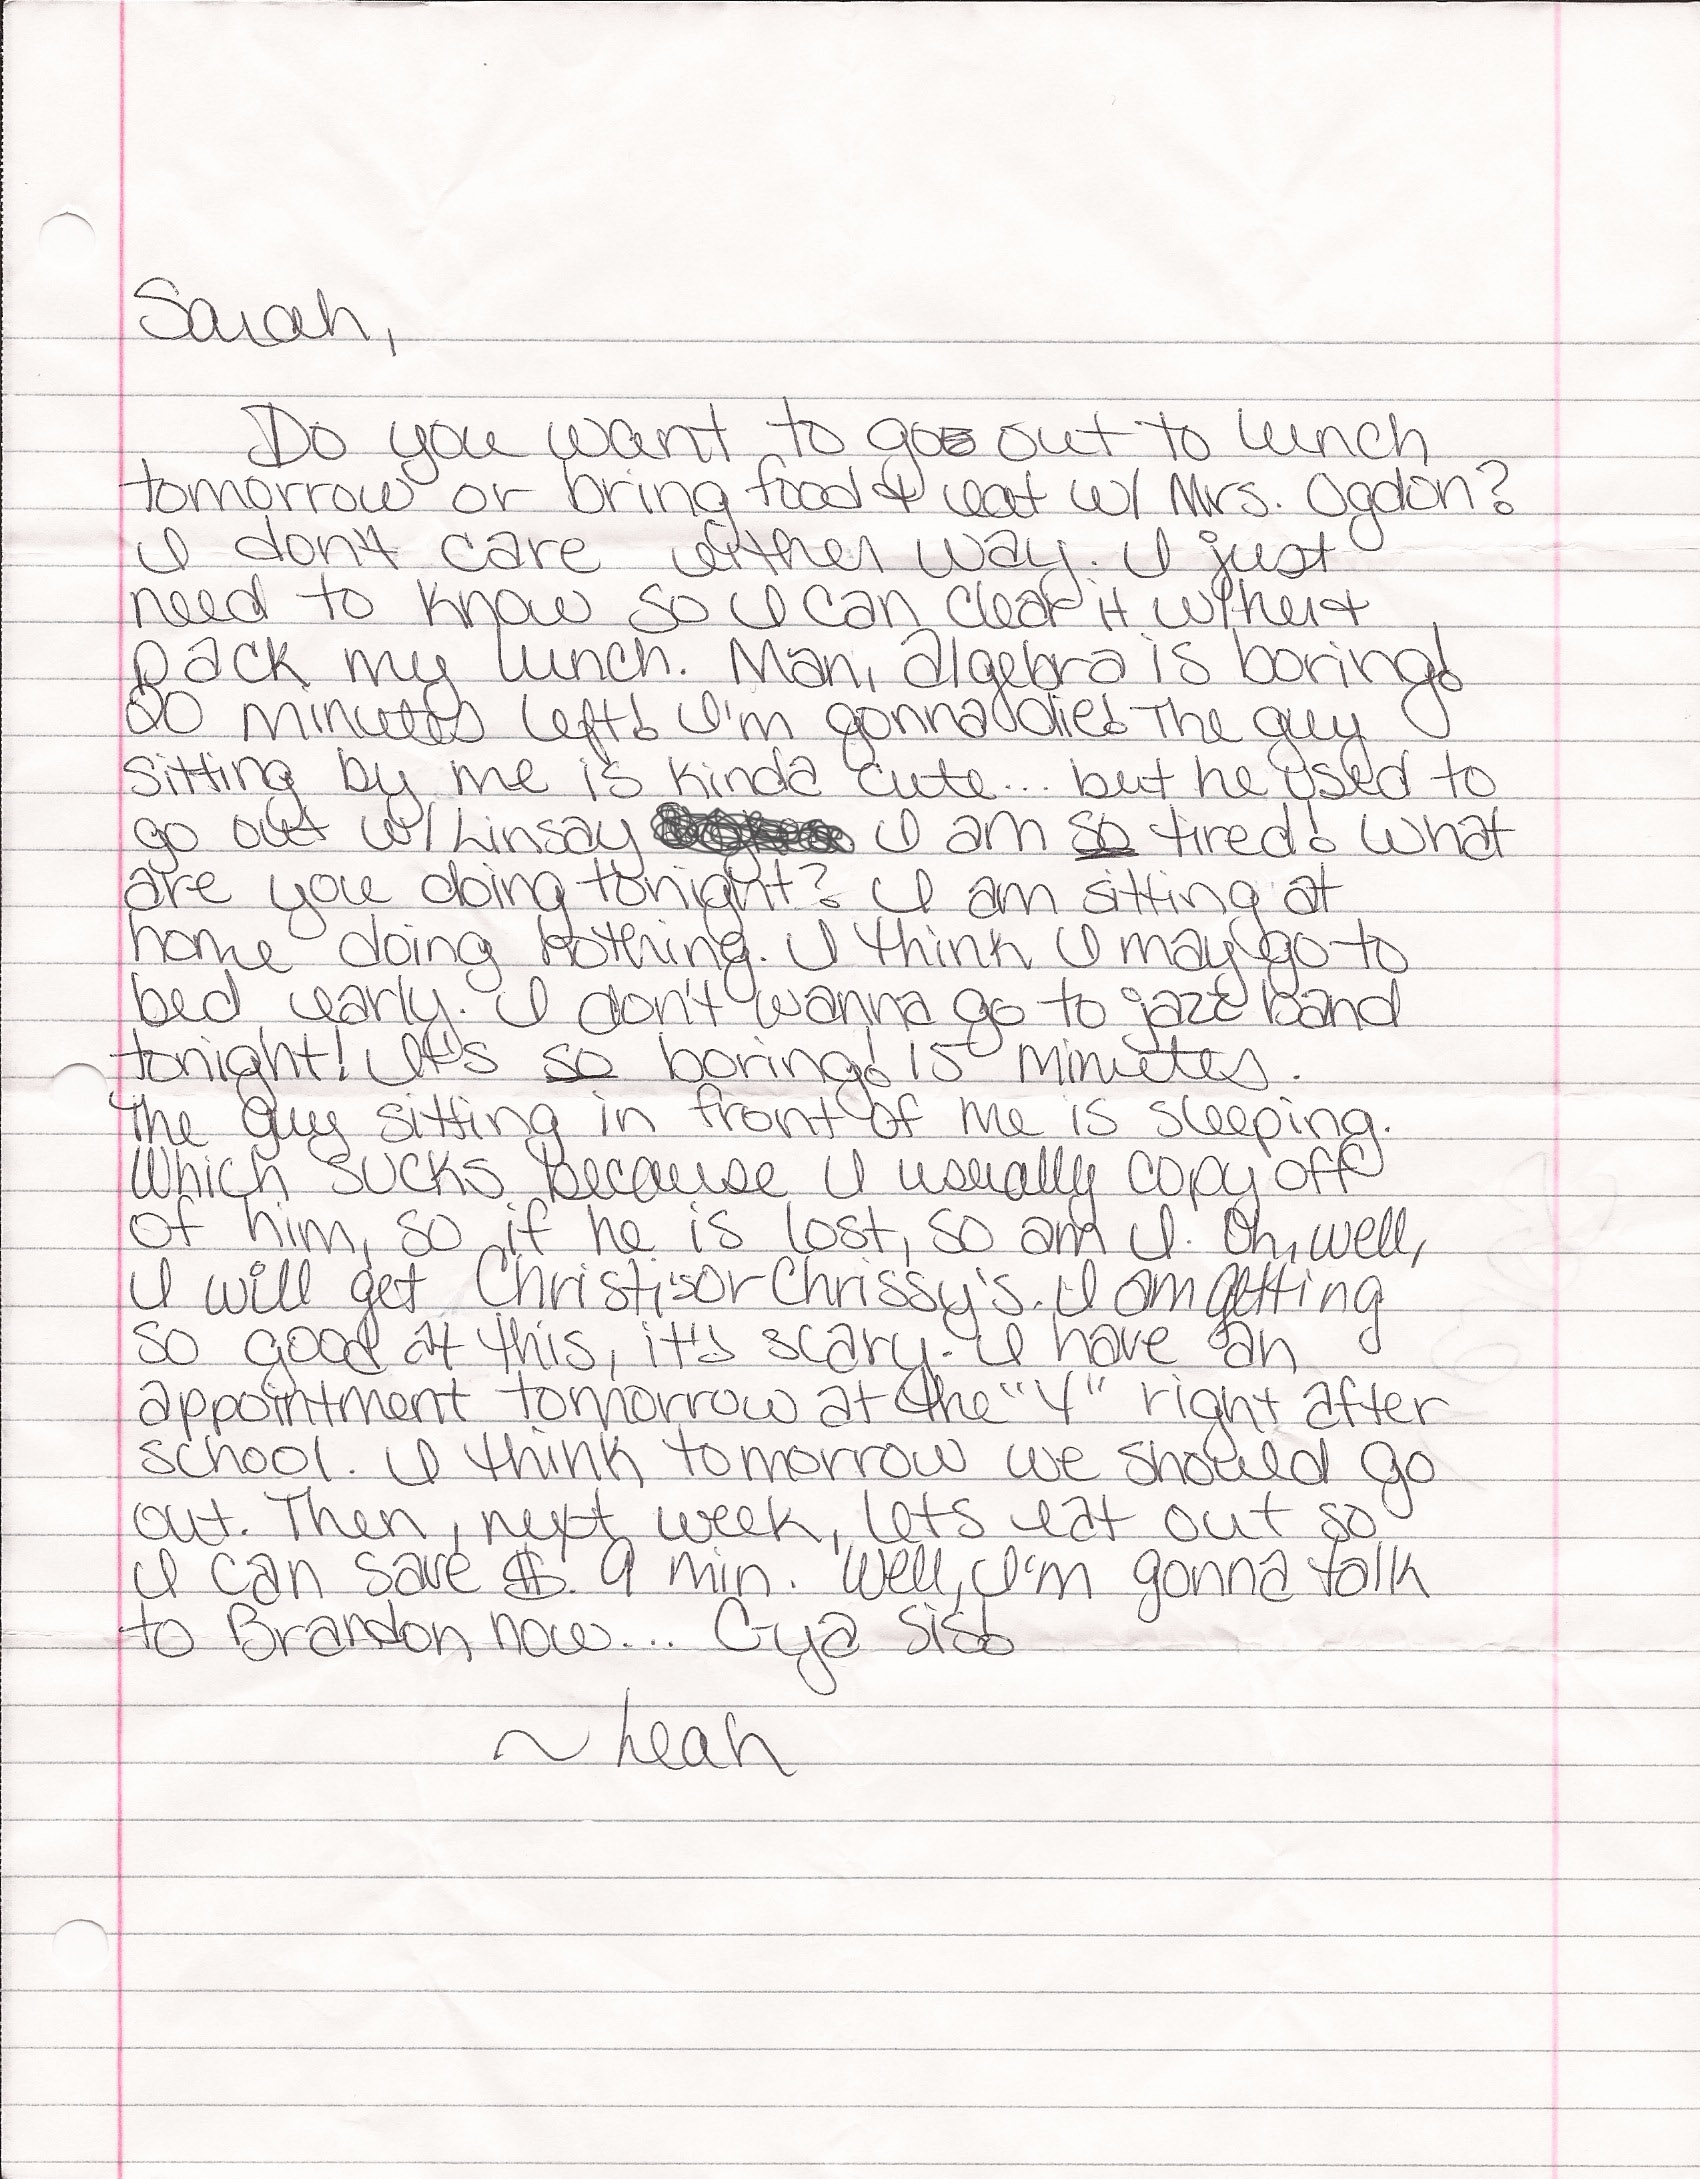 Sarah,
Do you want to go out to lunch
tomorrow or bring food & eat w/ Mrs. Ogdon?
I don't care either way. I just
need to know so I can clear it w/her &
pack my lunch. Man, algebra is boring!
20 minutes left! I'm gonna die! The guy
sitting by me is kinda cute... but he used to
go out w/ Linsay I am so tired! What
are you doing tonight? I am sitting at
home doing nothing. I think I may go to
bed early. I don't wanna go to jazz band
tonight! It's so boring! 15 minutes.
The guy sitting in front of me is sleeping.
Which sucks because I usually copy off
of him, so if he is lost, so am I. Oh, well,
I will get Christi's or Chrissy's. I am getting
so good at this, it's scary. I have an
appointment tomorrow at the "Y" right after
school. I think tomorrow we should go
out. Then, next week, lets eat out so
I can save $. 9 min. Well, I'm gonna talk
to Brandon now... Cya sis!
~Leah